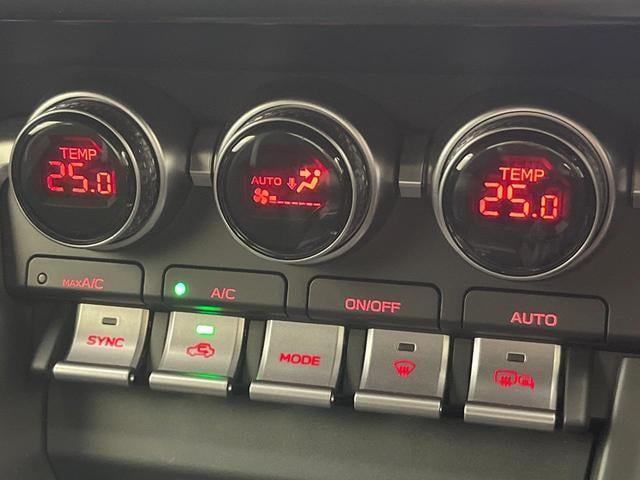 TEMP
25.0
AUTO
TEMP
25.0
MAX A/C
A/C
ON/OFF
AUTO
SYNC
MODE